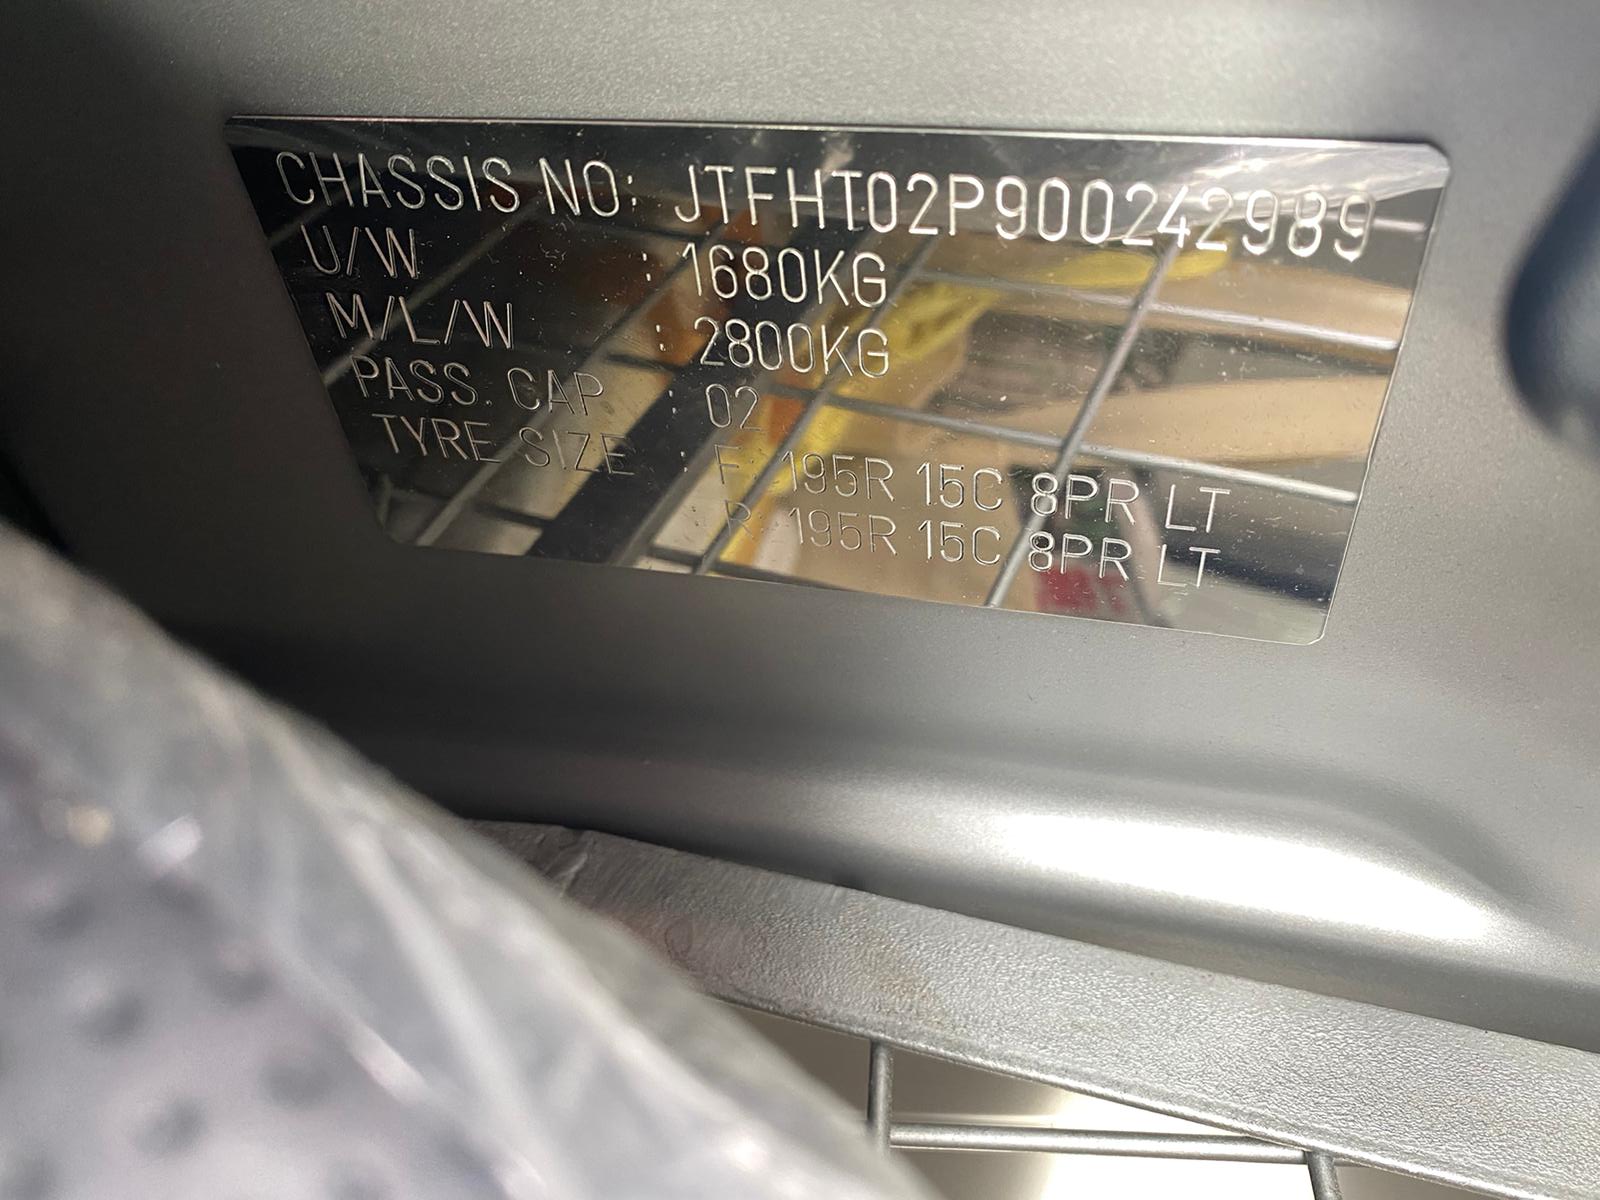 CHASSIS NO: JTFHT02P900242989
U/W : 1680KG
M/L/W : 2800KG
PASS. CAP : 02
TYRE SIZE : F: 195R 15C 8PR LT
R: 195R 15C 8PR LT